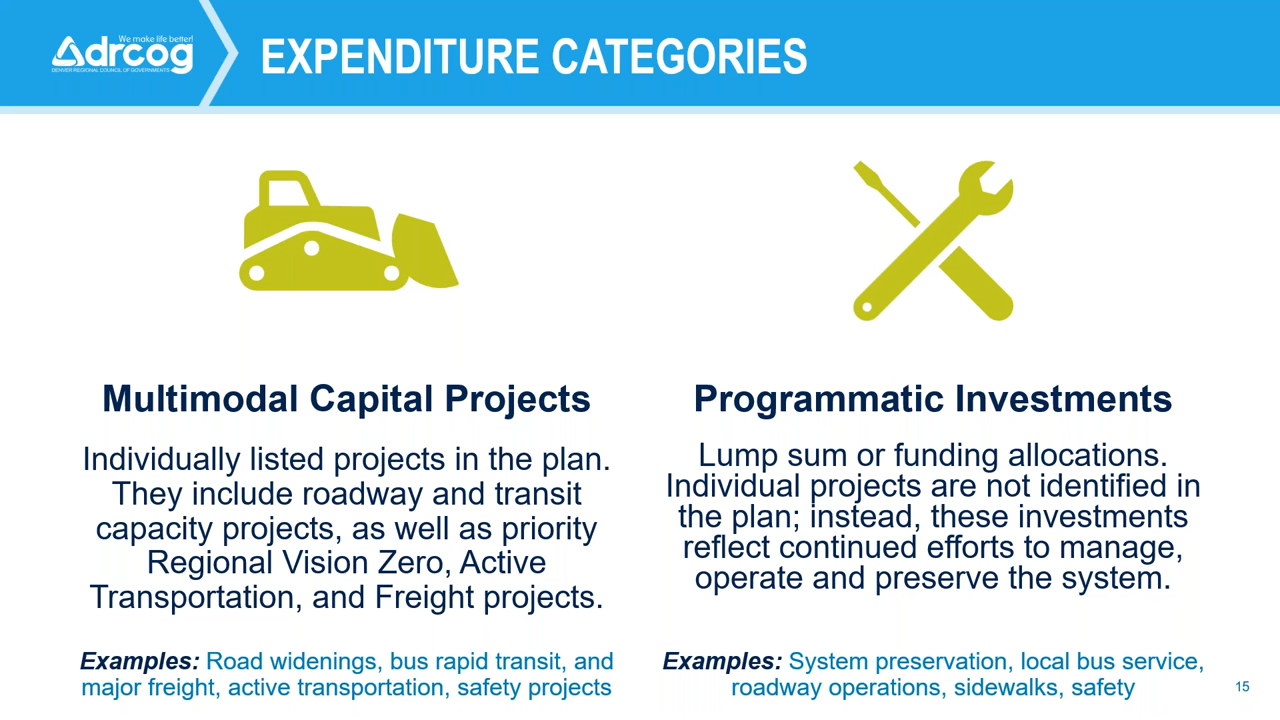 We make life better!
drcog
DENVER REGIONAL COUNCIL OF GOVERNMENTS
EXPENDITURE CATEGORIES
Multimodal Capital Projects
Individually listed projects in the plan.
They include roadway and transit
capacity projects, as well as priority
Regional Vision Zero, Active
Transportation, and Freight projects.
Examples: Road widenings, bus rapid transit, and
major freight, active transportation, safety projects
Programmatic Investments
Lump sum or funding allocations.
Individual projects are not identified in
the plan; instead, these investments
reflect continued efforts to manage,
operate and preserve the system.
Examples: System preservation, local bus service,
roadway operations, sidewalks, safety
15